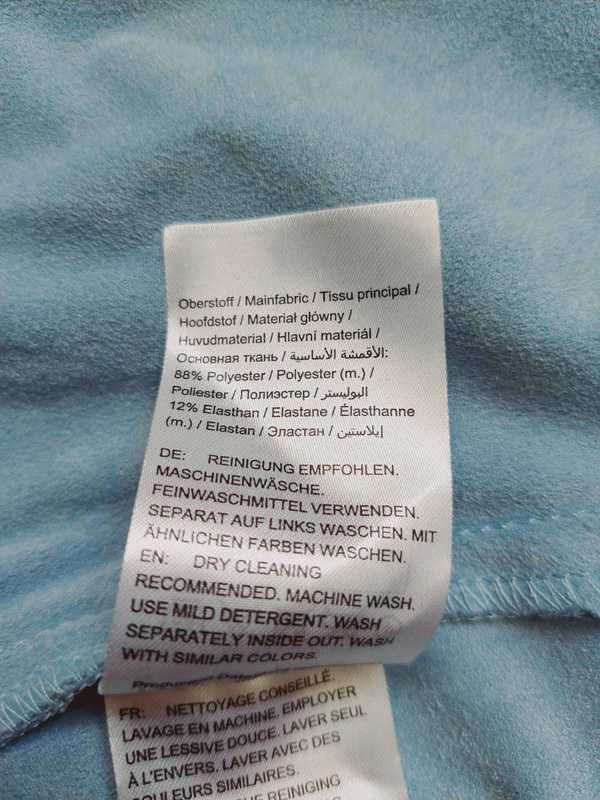 Oberstoff / Mainfabric / Tissu principal /
Hoodstof / Materiał główny /
Huvudmaterial / Hlavní materiál /
Основная ткань / الأقمشة الأساسية:
88% Polyester / Polyester (m.) /
Poliester / Полиэстер / البوليستر
12% Elasthan / Elastane / Élasthanne
(m.) / Elastan / Эластан / إيلاستين
DE: REINIGUNG EMPFOHLEN.
MASCHINENWÄSCHE.
FEINWASCHMITTEL VERWENDEN.
SEPARAT AUF LINKS WASCHEN. MIT
ÄHNLICHEN FARBEN WASCHEN.
EN: DRY CLEANING
RECOMMENDED. MACHINE WASH.
USE MILD DETERGENT. WASH
SEPARATELY INSIDE OUT. WASH
WITH SIMILAR COLORS.
FR: NETTOYAGE CONSEILLÉ.
LAVAGE EN MACHINE. EMPLOYER
UNE LESSIVE DOUCE. LAVER SEUL
À L'ENVERS. LAVER AVEC DES
COULEURS SIMILAIRES.
REINIGING